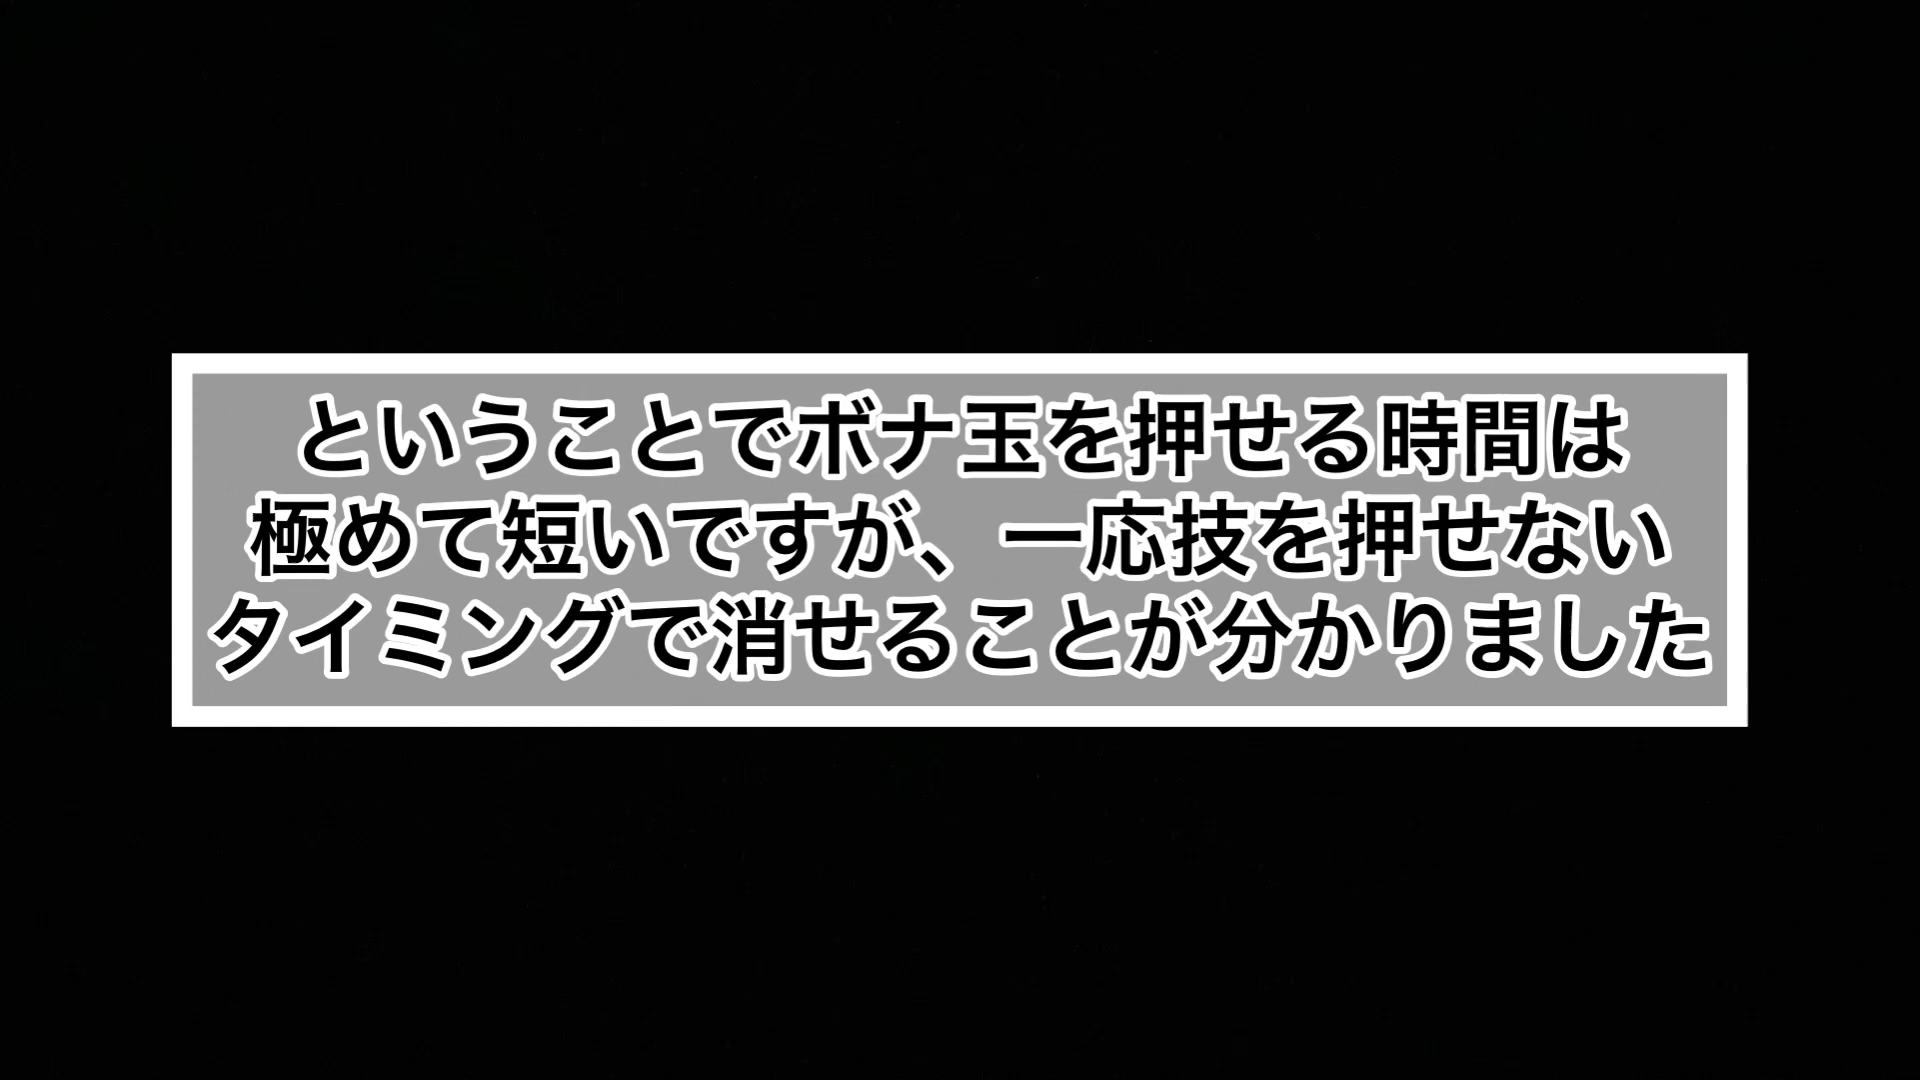 ということでボナ玉を押せる時間は
極めて短いですが、一応技を押せない
タイミングで消せることが分かりました